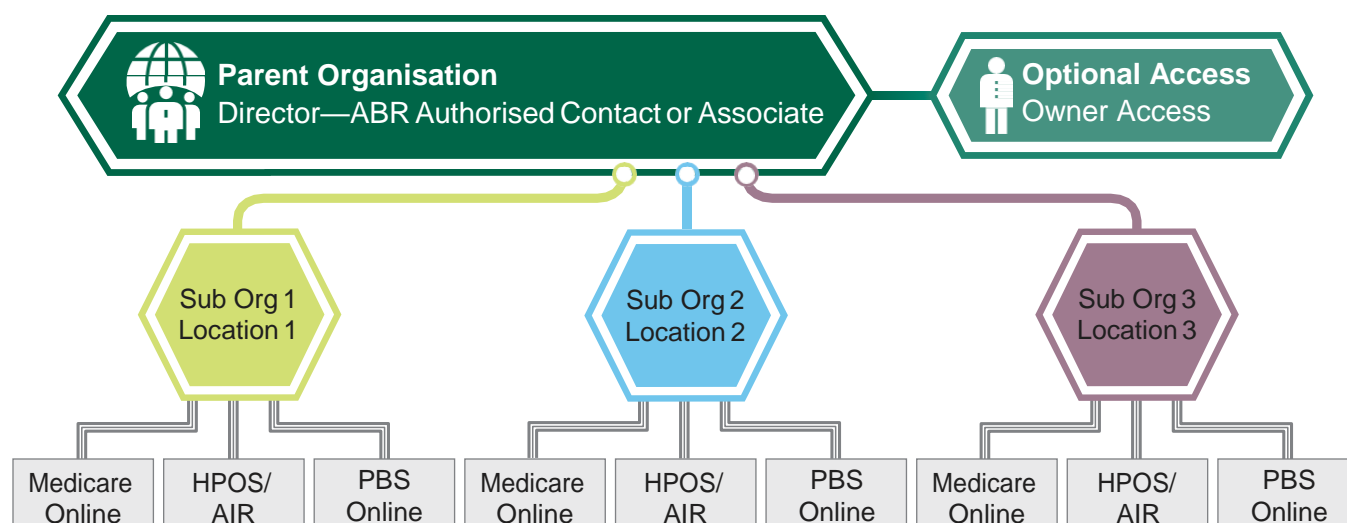 Parent Organisation
Director—ABR Authorised Contact or Associate
Optional Access
Owner Access
Sub Org 1
Location 1
Sub Org 2
Location 2
Sub Org 3
Location 3
Medicare
Online
HPOS/
AIR
PBS
Online
Medicare
Online
HPOS/
AIR
PBS
Online
Medicare
Online
HPOS/
AIR
PBS
Online